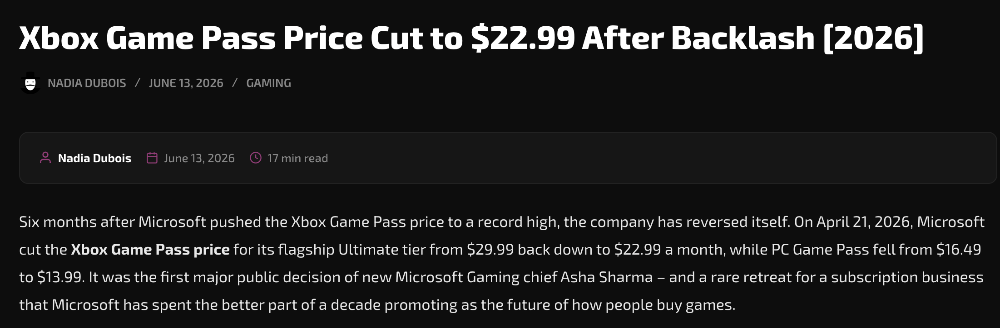 Xbox Game Pass Price Cut to $22.99 After Backlash [2026]
NADIA DUBOIS / JUNE 13, 2026 / GAMING
Nadia Dubois June 13, 2026 17 min read
Six months after Microsoft pushed the Xbox Game Pass price to a record high, the company has reversed itself. On April 21, 2026, Microsoft
cut the Xbox Game Pass price for its flagship Ultimate tier from $29.99 back down to $22.99 a month, while PC Game Pass fell from $16.49
to $13.99. It was the first major public decision of new Microsoft Gaming chief Asha Sharma – and a rare retreat for a subscription business
that Microsoft has spent the better part of a decade promoting as the future of how people buy games.